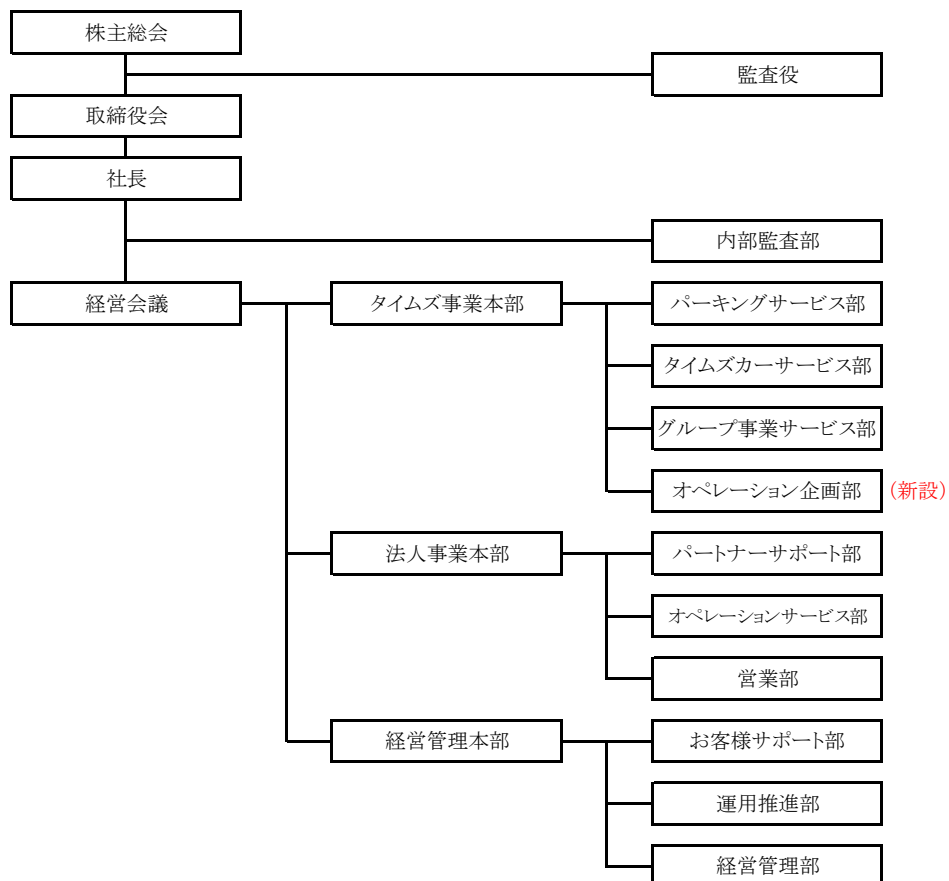 株主総会
監査役
取締役会
社長
内部監査部
経営会議
タイムズ事業本部
パーキングサービス部
タイムズカーサービス部
グループ事業サービス部
オペレーション企画部
(新設)
法人事業本部
パートナーサポート部
オペレーションサービス部
営業部
経営管理本部
お客様サポート部
運用推進部
経営管理部